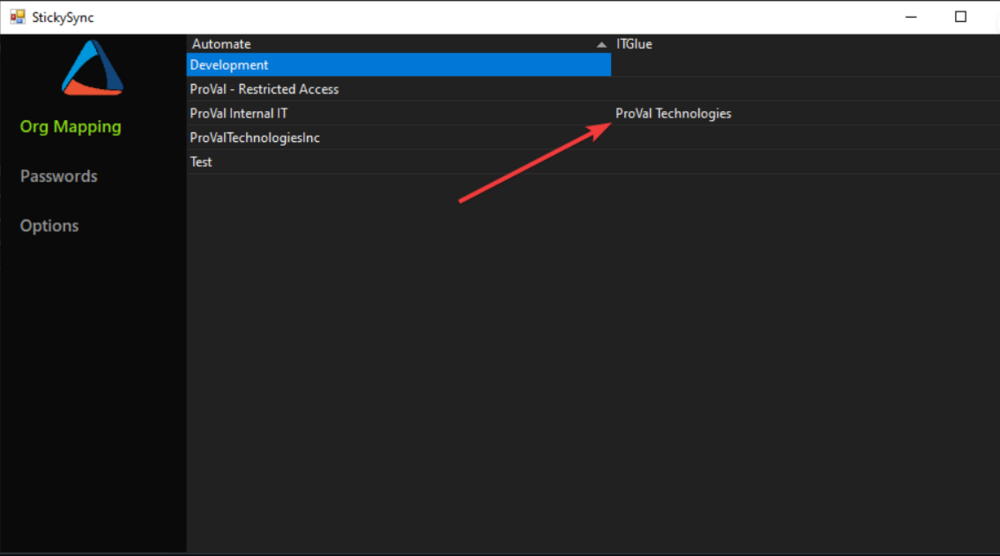 StickySync
Automate ITGlue
Development
ProVal - Restricted Access
ProVal Internal IT ProVal Technologies
ProValTechnologiesInc
Test
Org Mapping
Passwords
Options